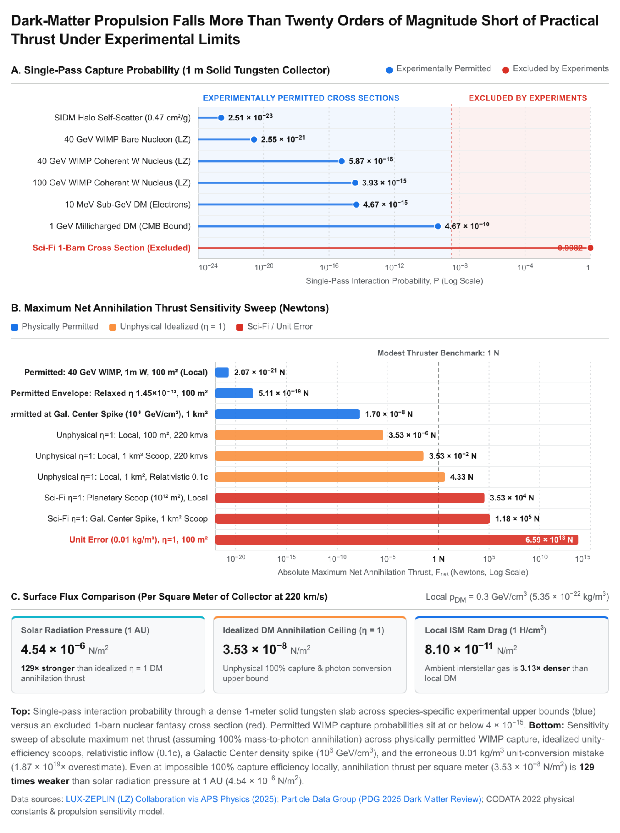 Dark-Matter Propulsion Falls More Than Twenty Orders of Magnitude Short of Practical
Thrust Under Experimental Limits
A. Single-Pass Capture Probability (1 m Solid Tungsten Collector)
Experimentally Permitted
Excluded by Experiments
EXPERIMENTALLY PERMITTED CROSS SECTIONS
EXCLUDED BY EXPERIMENTS
SIDM Halo Self-Scatter (0.47 cm²/g)
2.51 × 10⁻²³
40 GeV WIMP Bare Nucleon (LZ)
2.55 × 10⁻²¹
40 GeV WIMP Coherent W Nucleus (LZ)
5.87 × 10⁻¹⁶
100 GeV WIMP Coherent W Nucleus (LZ)
3.93 × 10⁻¹⁵
10 MeV Sub-GeV DM (Electrons)
4.67 × 10⁻¹⁵
1 GeV Millicharged DM (CMB Bound)
4.67 × 10⁻¹⁰
Sci-Fi 1-Barn Cross Section (Excluded)
0.9982
10⁻²⁴ 10⁻²⁰ 10⁻¹⁶ 10⁻¹² 10⁻⁸ 10⁻⁴ 1
Single-Pass Interaction Probability, P (Log Scale)
B. Maximum Net Annihilation Thrust Sensitivity Sweep (Newtons)
Physically Permitted
Unphysical Idealized (η = 1)
Sci-Fi / Unit Error
Modest Thruster Benchmark: 1 N
Permitted: 40 GeV WIMP, 1m W, 100 m² (Local)
2.07 × 10⁻²¹ N
Permitted Envelope: Relaxed η 1.45×10⁻¹³, 100 m²
5.11 × 10⁻¹⁹ N
ermitted at Gal. Center Spike (10⁶ GeV/cm³), 1 km²
1.70 × 10⁻⁸ N
Unphysical η=1: Local, 100 m², 220 km/s
3.53 × 10⁻⁶ N
Unphysical η=1: Local, 1 km² Scoop, 220 km/s
3.53 × 10⁻² N
Unphysical η=1: Local, 1 km², Relativistic 0.1c
4.33 N
Sci-Fi η=1: Planetary Scoop (10¹² m²), Local
3.53 × 10⁴ N
Sci-Fi η=1: Gal. Center Spike, 1 km² Scoop
1.18 × 10⁵ N
Unit Error (0.01 kg/m³), η=1, 100 m²
6.59 × 10¹³ N
10⁻²⁰ 10⁻¹⁵ 10⁻¹⁰ 10⁻⁵ 1 N 10⁵ 10¹⁰ 10¹⁵
Absolute Maximum Net Annihilation Thrust, Fₘₐₓ (Newtons, Log Scale)
C. Surface Flux Comparison (Per Square Meter of Collector at 220 km/s)
Local ρDM = 0.3 GeV/cm³ (5.35 × 10⁻²² kg/m³)
Solar Radiation Pressure (1 AU)
4.54 × 10⁻⁶ N/m²
129× stronger than idealized η = 1 DM
annihilation thrust
Idealized DM Annihilation Ceiling (η = 1)
3.53 × 10⁻⁸ N/m²
Unphysical 100% capture & photon conversion
upper bound
Local ISM Ram Drag (1 H/cm³)
8.10 × 10⁻¹¹ N/m²
Ambient interstellar gas is 3.13× denser than
local DM
Top: Single-pass interaction probability through a dense 1-meter solid tungsten slab across species-specific experimental upper bounds (blue)
versus an excluded 1-barn nuclear fantasy cross section (red). Permitted WIMP capture probabilities sit at or below 4 × 10⁻¹⁵. Bottom: Sensitivity
sweep of absolute maximum net thrust (assuming 100% mass-to-photon annihilation) across physically permitted WIMP capture, idealized unity-
efficiency scoops, relativistic inflow (0.1c), a Galactic Center density spike (10⁶ GeV/cm³), and the erroneous 0.01 kg/m³ unit-conversion mistake
(1.87 × 10¹⁹× overestimate). Even at impossible 100% capture efficiency locally, annihilation thrust per square meter (3.53 × 10⁻⁸ N/m²) is 129
times weaker than solar radiation pressure at 1 AU (4.54 × 10⁻⁶ N/m²).
Data sources: LUX-ZEPLIN (LZ) Collaboration via APS Physics (2025); Particle Data Group (PDG 2025 Dark Matter Review); CODATA 2022 physical
constants & propulsion sensitivity model.